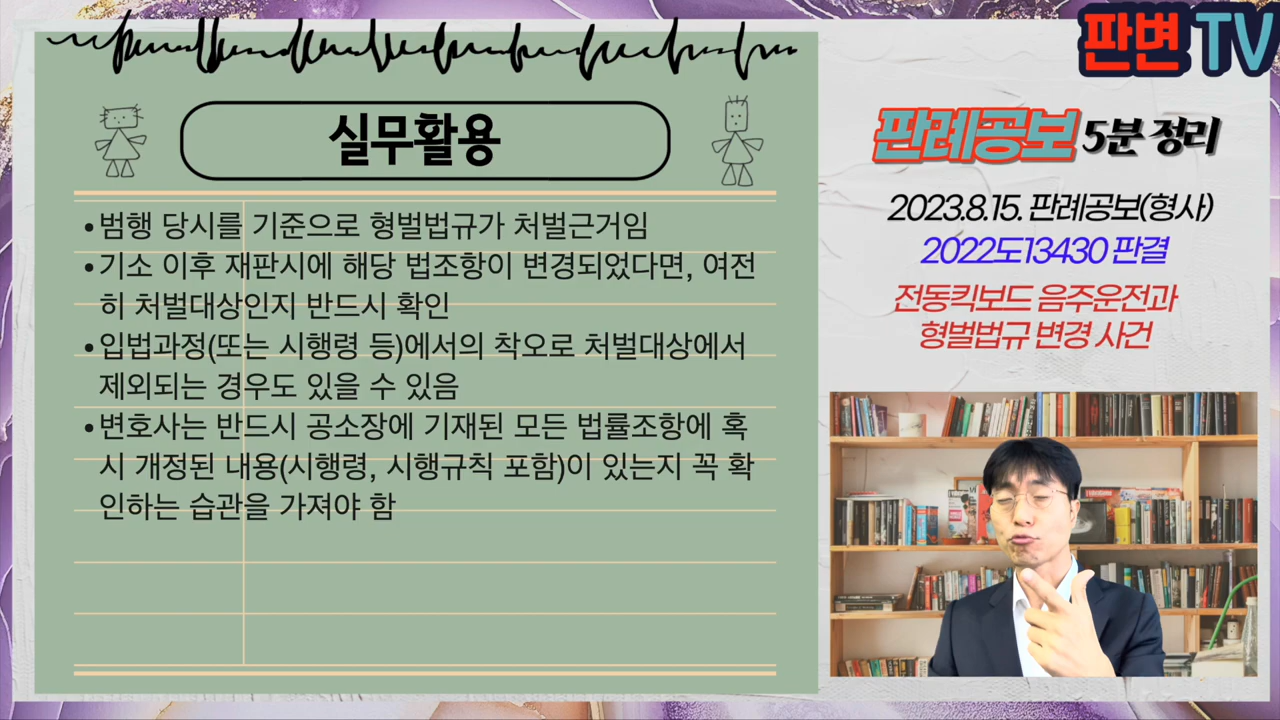 판변 TV
실무활용
• 범행 당시를 기준으로 형벌법규가 처벌근거임
• 기소 이후 재판시에 해당 법조항이 변경되었다면, 여전
히 처벌대상인지 반드시 확인
• 입법과정(또는 시행령 등)에서의 착오로 처벌대상에서
제외되는 경우도 있을 수 있음
• 변호사는 반드시 공소장에 기재된 모든 법률조항에 혹
시 개정된 내용(시행령, 시행규칙 포함)이 있는지 꼭 확
인하는 습관을 가져야 함
판례공보 5분 정리
2023.8.15. 판례공보(형사)
2022도13430 판결
전동킥보드 음주운전과
형벌법규 변경 사건